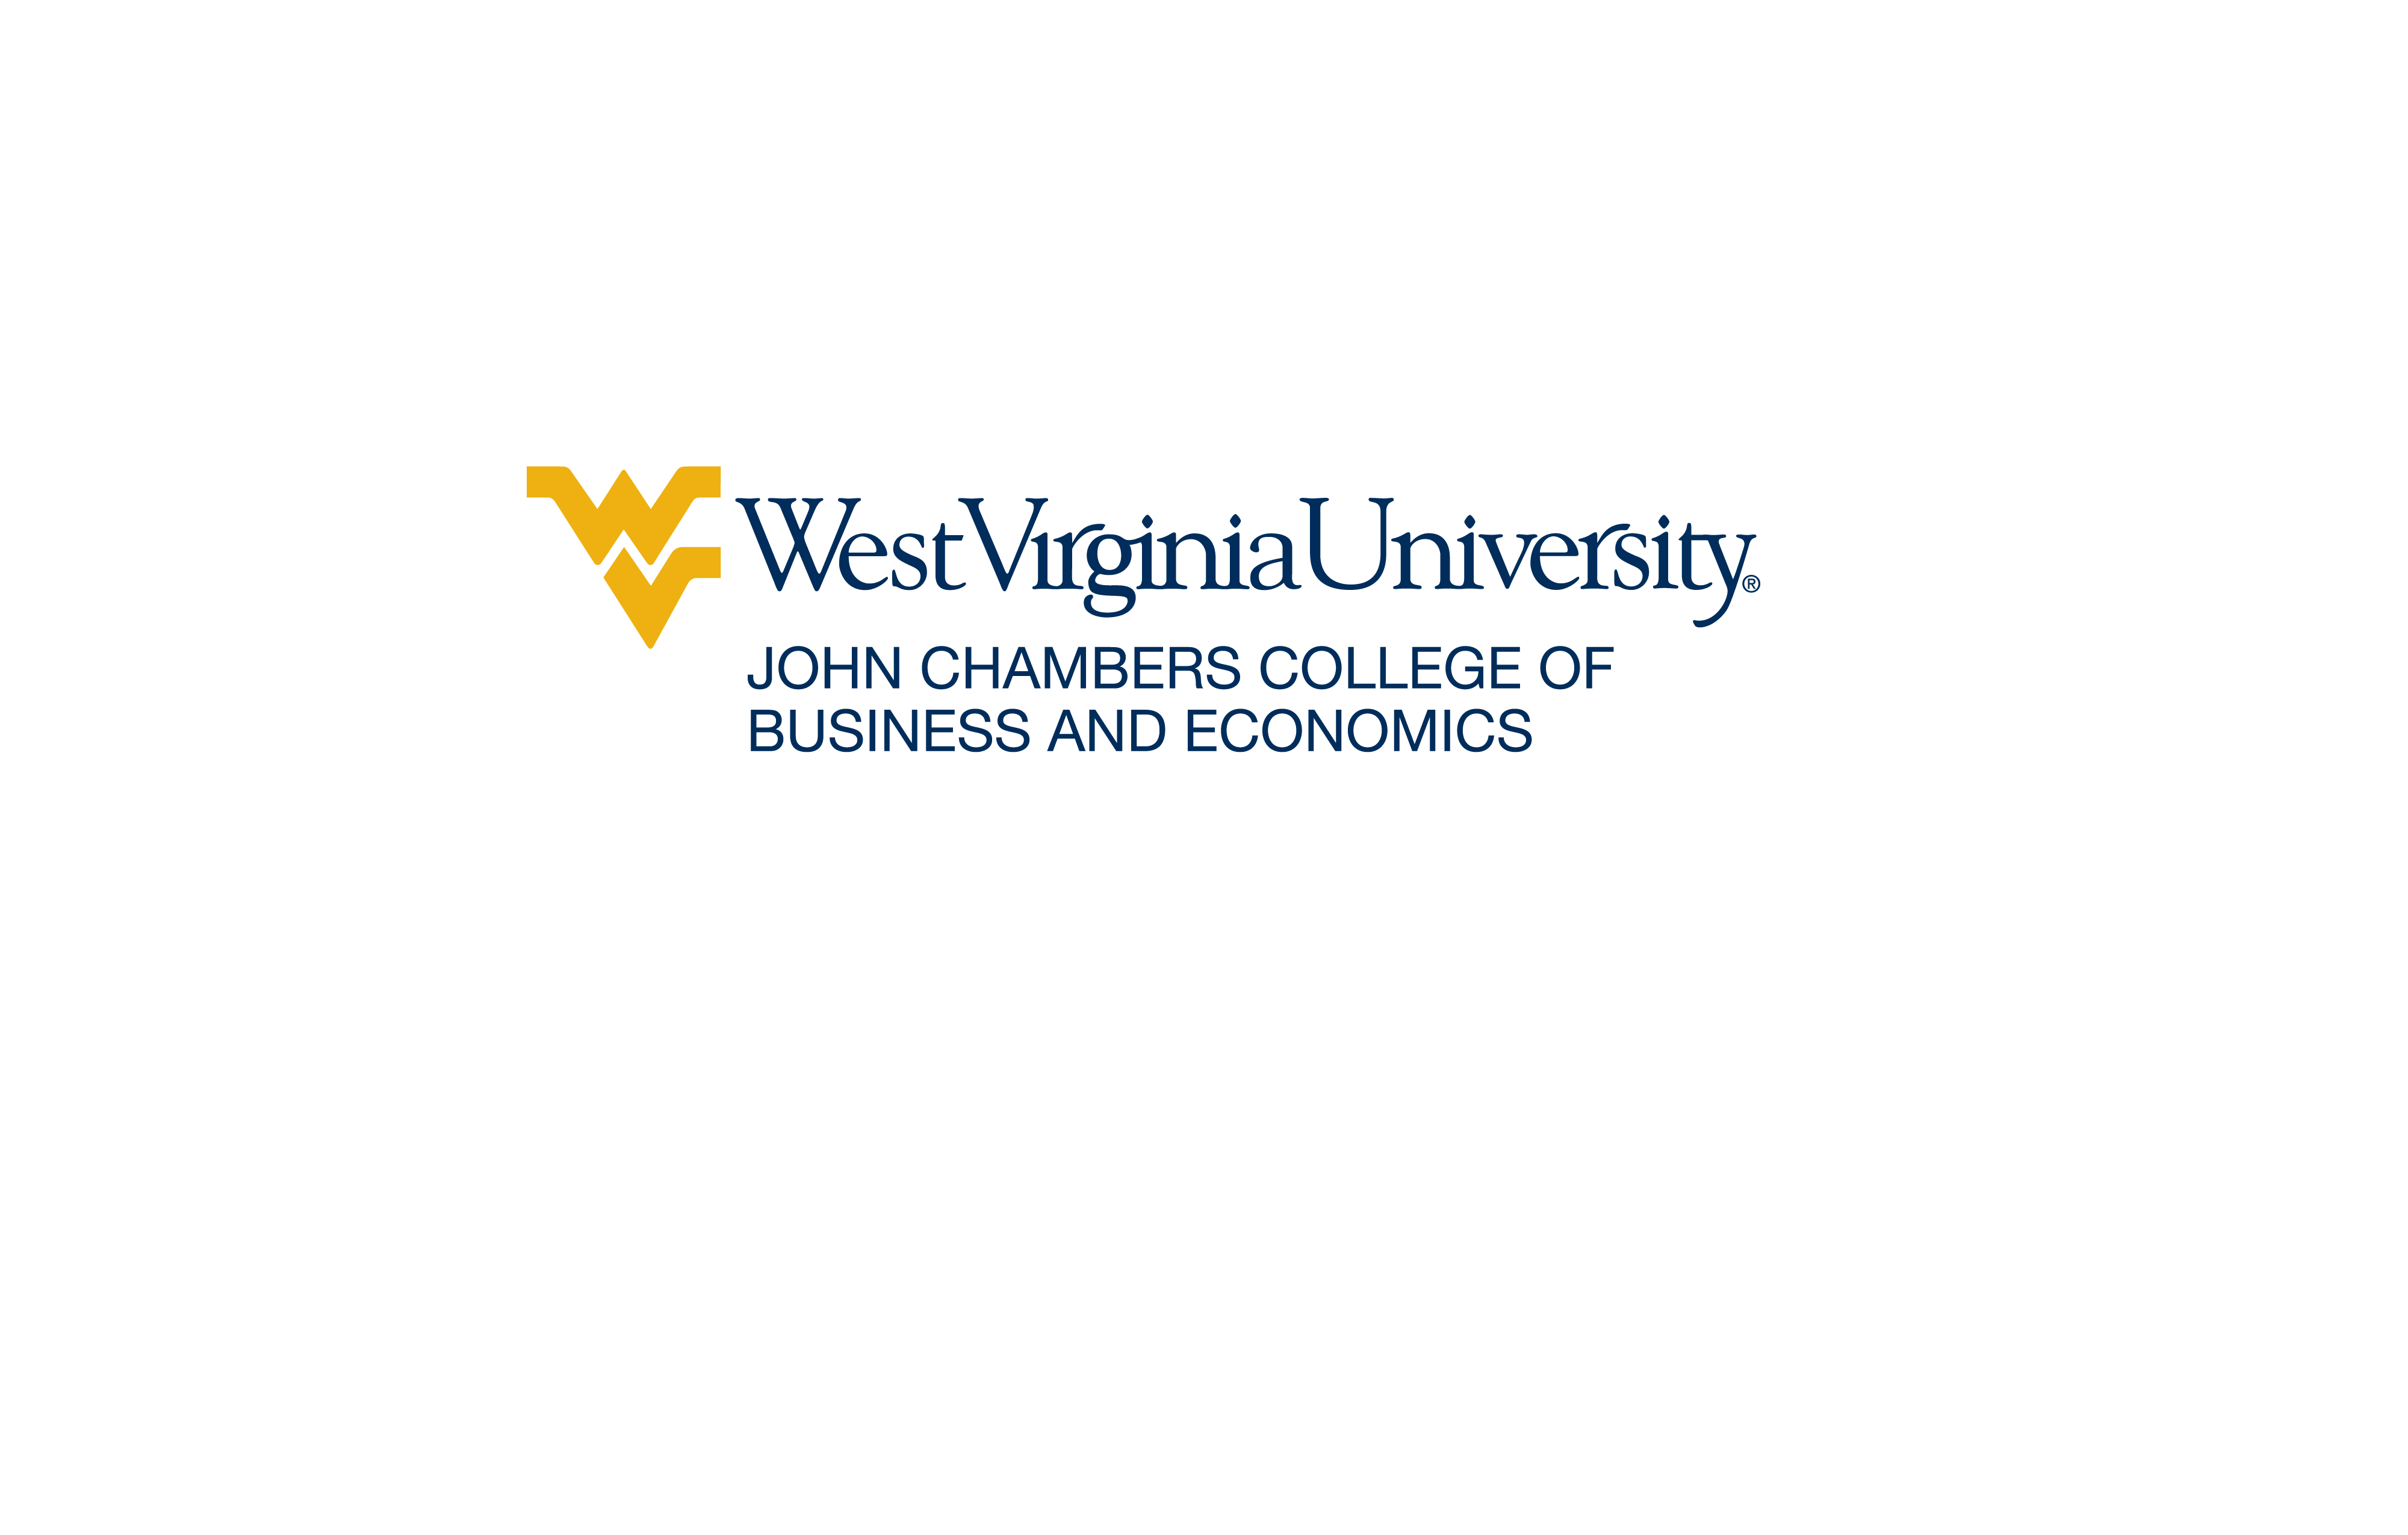 WestVirginiaUniversity®
JOHN CHAMBERS COLLEGE OF
BUSINESS AND ECONOMICS